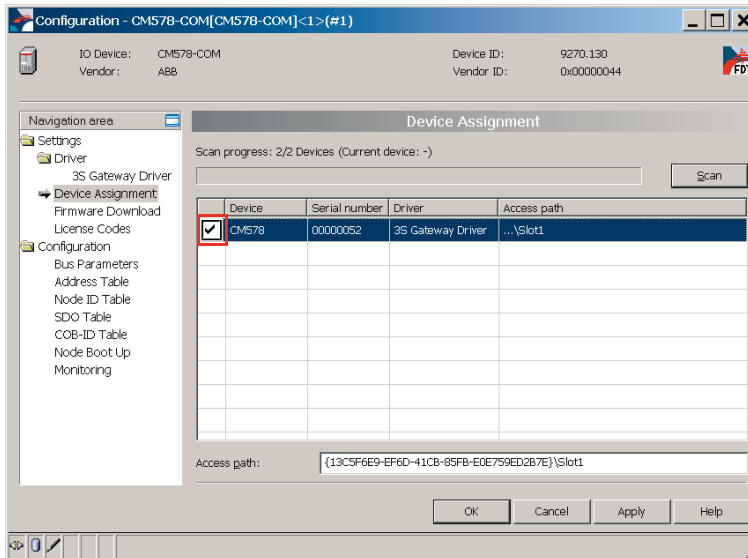 Configuration - CM578-COM[CM578-COM]<1>(#1)
IO Device: CM578-COM Device ID: 9270.130
Vendor: ABB Vendor ID: 0x00000044
FDT
Navigation area
Device Assignment
Settings
Driver
3S Gateway Driver
Device Assignment
Firmware Download
License Codes
Configuration
Bus Parameters
Address Table
Node ID Table
SDO Table
COB-ID Table
Node Boot Up
Monitoring
Scan progress: 2/2 Devices (Current device: -)
Scan
Device Serial number Driver Access path
CM578 00000052 3S Gateway Driver ...\Slot1
Access path: {13C5F6E9-EF6D-41CB-85FB-E0E759ED2B7E}\Slot1
OK Cancel Apply Help